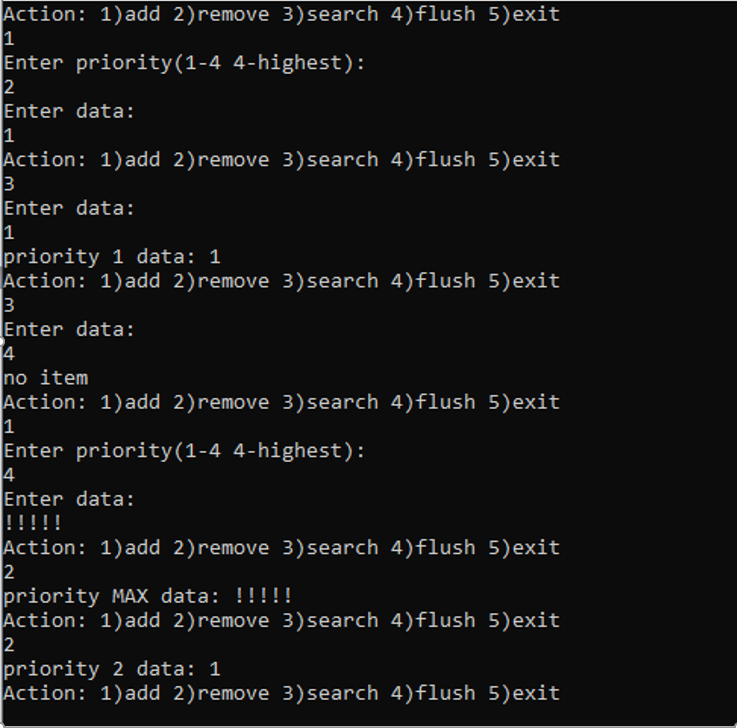 Action: 1)add 2)remove 3)search 4)flush 5)exit
1
Enter priority(1-4 4-highest):
2
Enter data:
1
Action: 1)add 2)remove 3)search 4)flush 5)exit
3
Enter data:
1
priority 1 data: 1
Action: 1)add 2)remove 3)search 4)flush 5)exit
3
Enter data:
4
no item
Action: 1)add 2)remove 3)search 4)flush 5)exit
1
Enter priority(1-4 4-highest):
4
Enter data:
!!!!!
Action: 1)add 2)remove 3)search 4)flush 5)exit
2
priority MAX data: !!!!!
Action: 1)add 2)remove 3)search 4)flush 5)exit
2
priority 2 data: 1
Action: 1)add 2)remove 3)search 4)flush 5)exit